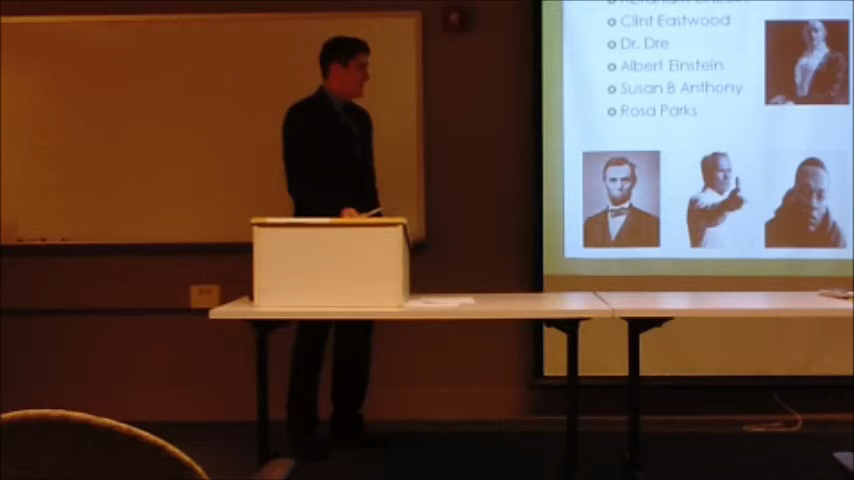 Clint Eastwood
Dr. Dre
Albert Einstein
Susan B Anthony
Rosa Parks